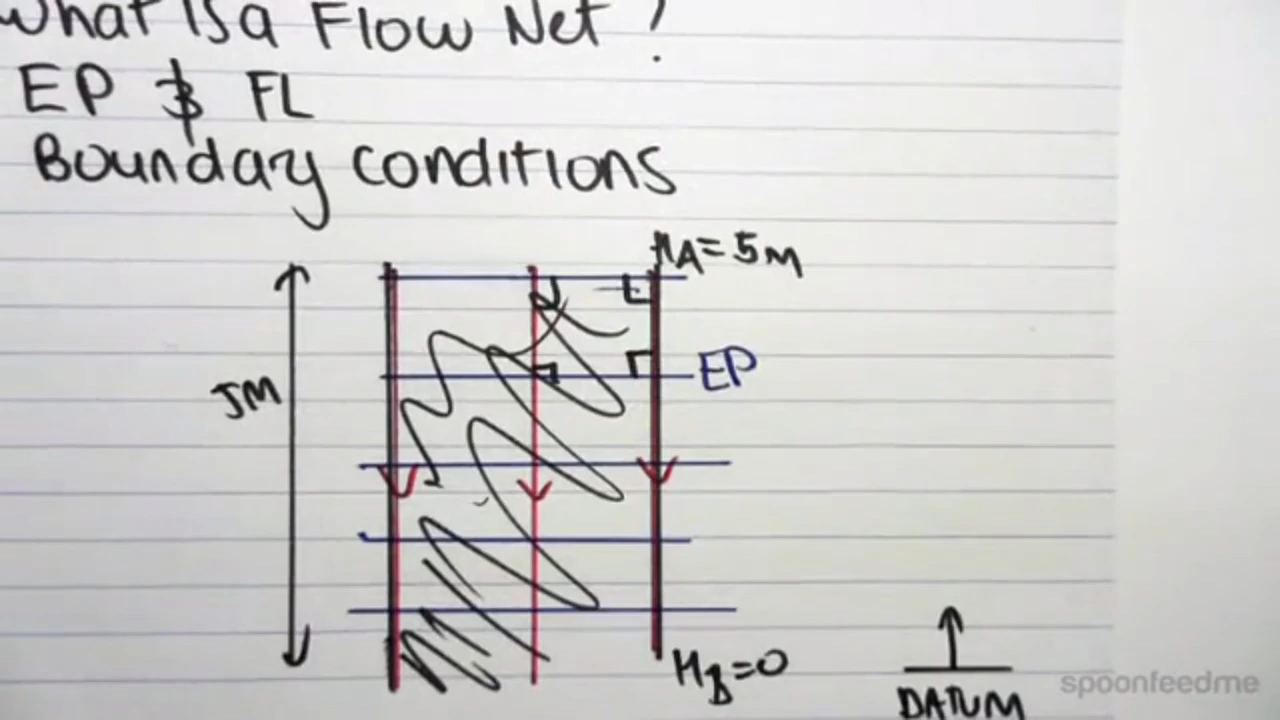 What Is a Flow Net ?
EP & FL
Boundary conditions
HA= 5M
EP
5M
HB=0
DATUM
spoonfeedme